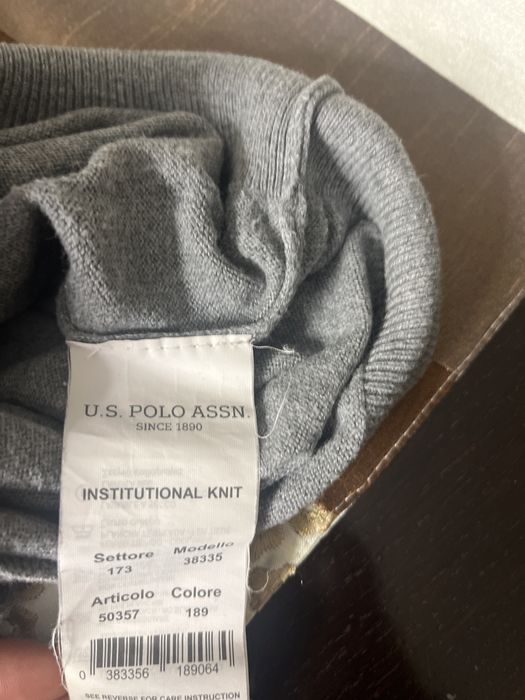 U.S. POLO ASSN.
SINCE 1890
INSTITUTIONAL KNIT
Settore Modello
173 38335
Articolo Colore
50357 189
0 383356 189064
SEE REVERSE FOR CARE INSTRUCTION